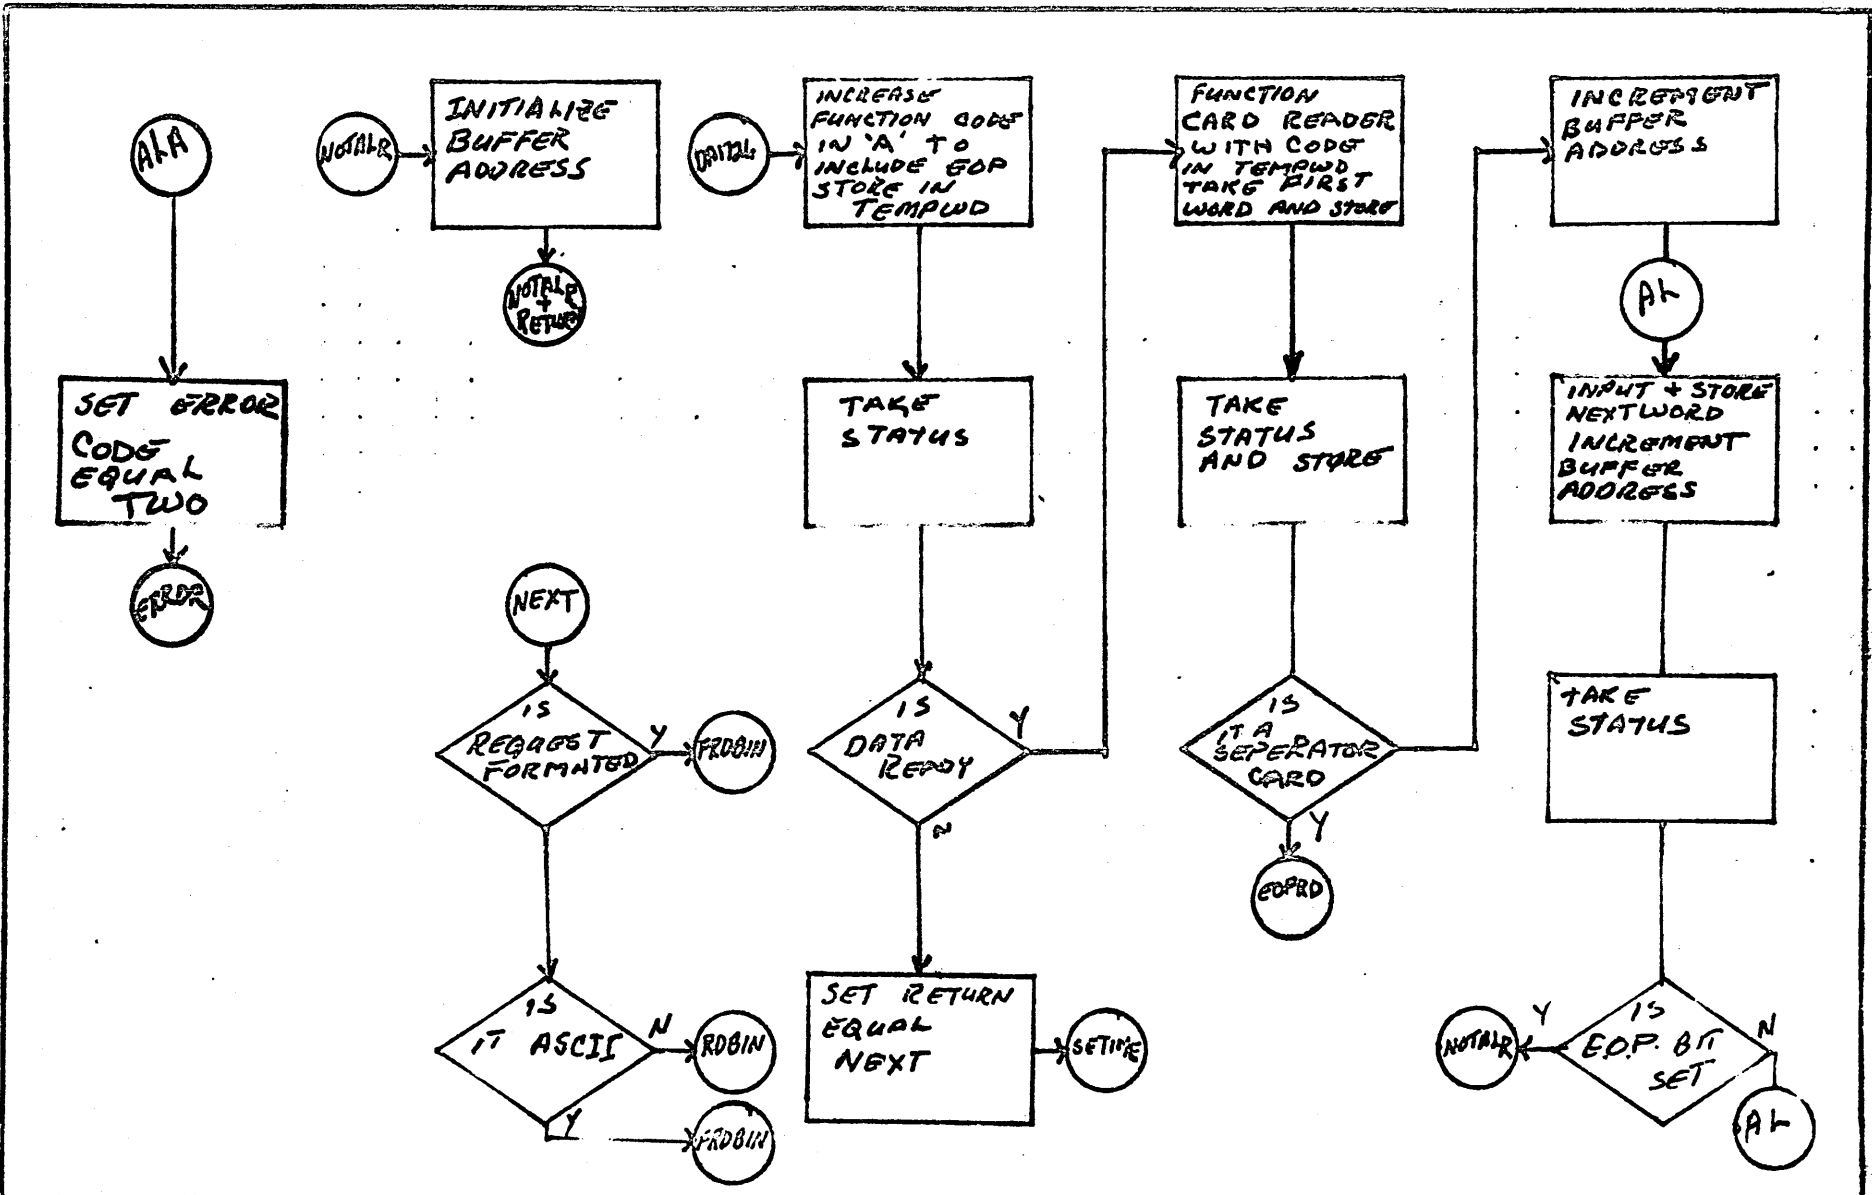 ALA
SET ERROR
CODE
EQUAL
TWO
ERROR
NOTALR
INITIALIZE
BUFFER
ADDRESS
NOTALR
+
RETURN
NEXT
IS
REQUEST
FORMATED
Y
FRDBIN
IS
IT ASCII
N
RDBIN
Y
FRDBIN
INCREASE
FUNCTION CODE
IN 'A' TO
INCLUDE EOP
STORE IN
TEMPWD
TAKE
STATUS
IS
DATA
READY
Y
N
SET RETURN
EQUAL
NEXT
SETIME
FUNCTION
CARD READER
WITH CODE
IN TEMPWD
TAKE FIRST
WORD AND STORE
TAKE
STATUS
AND STORE
IS
IT A
SEPERATOR
CARD
Y
EOPRD
INCREMENT
BUFFER
ADDRESS
AL
INPUT + STORE
NEXT WORD
INCREMENT
BUFFER
ADDRESS
TAKE
STATUS
IS
E.O.P. BIT
SET
Y
NOTALR
N
AL